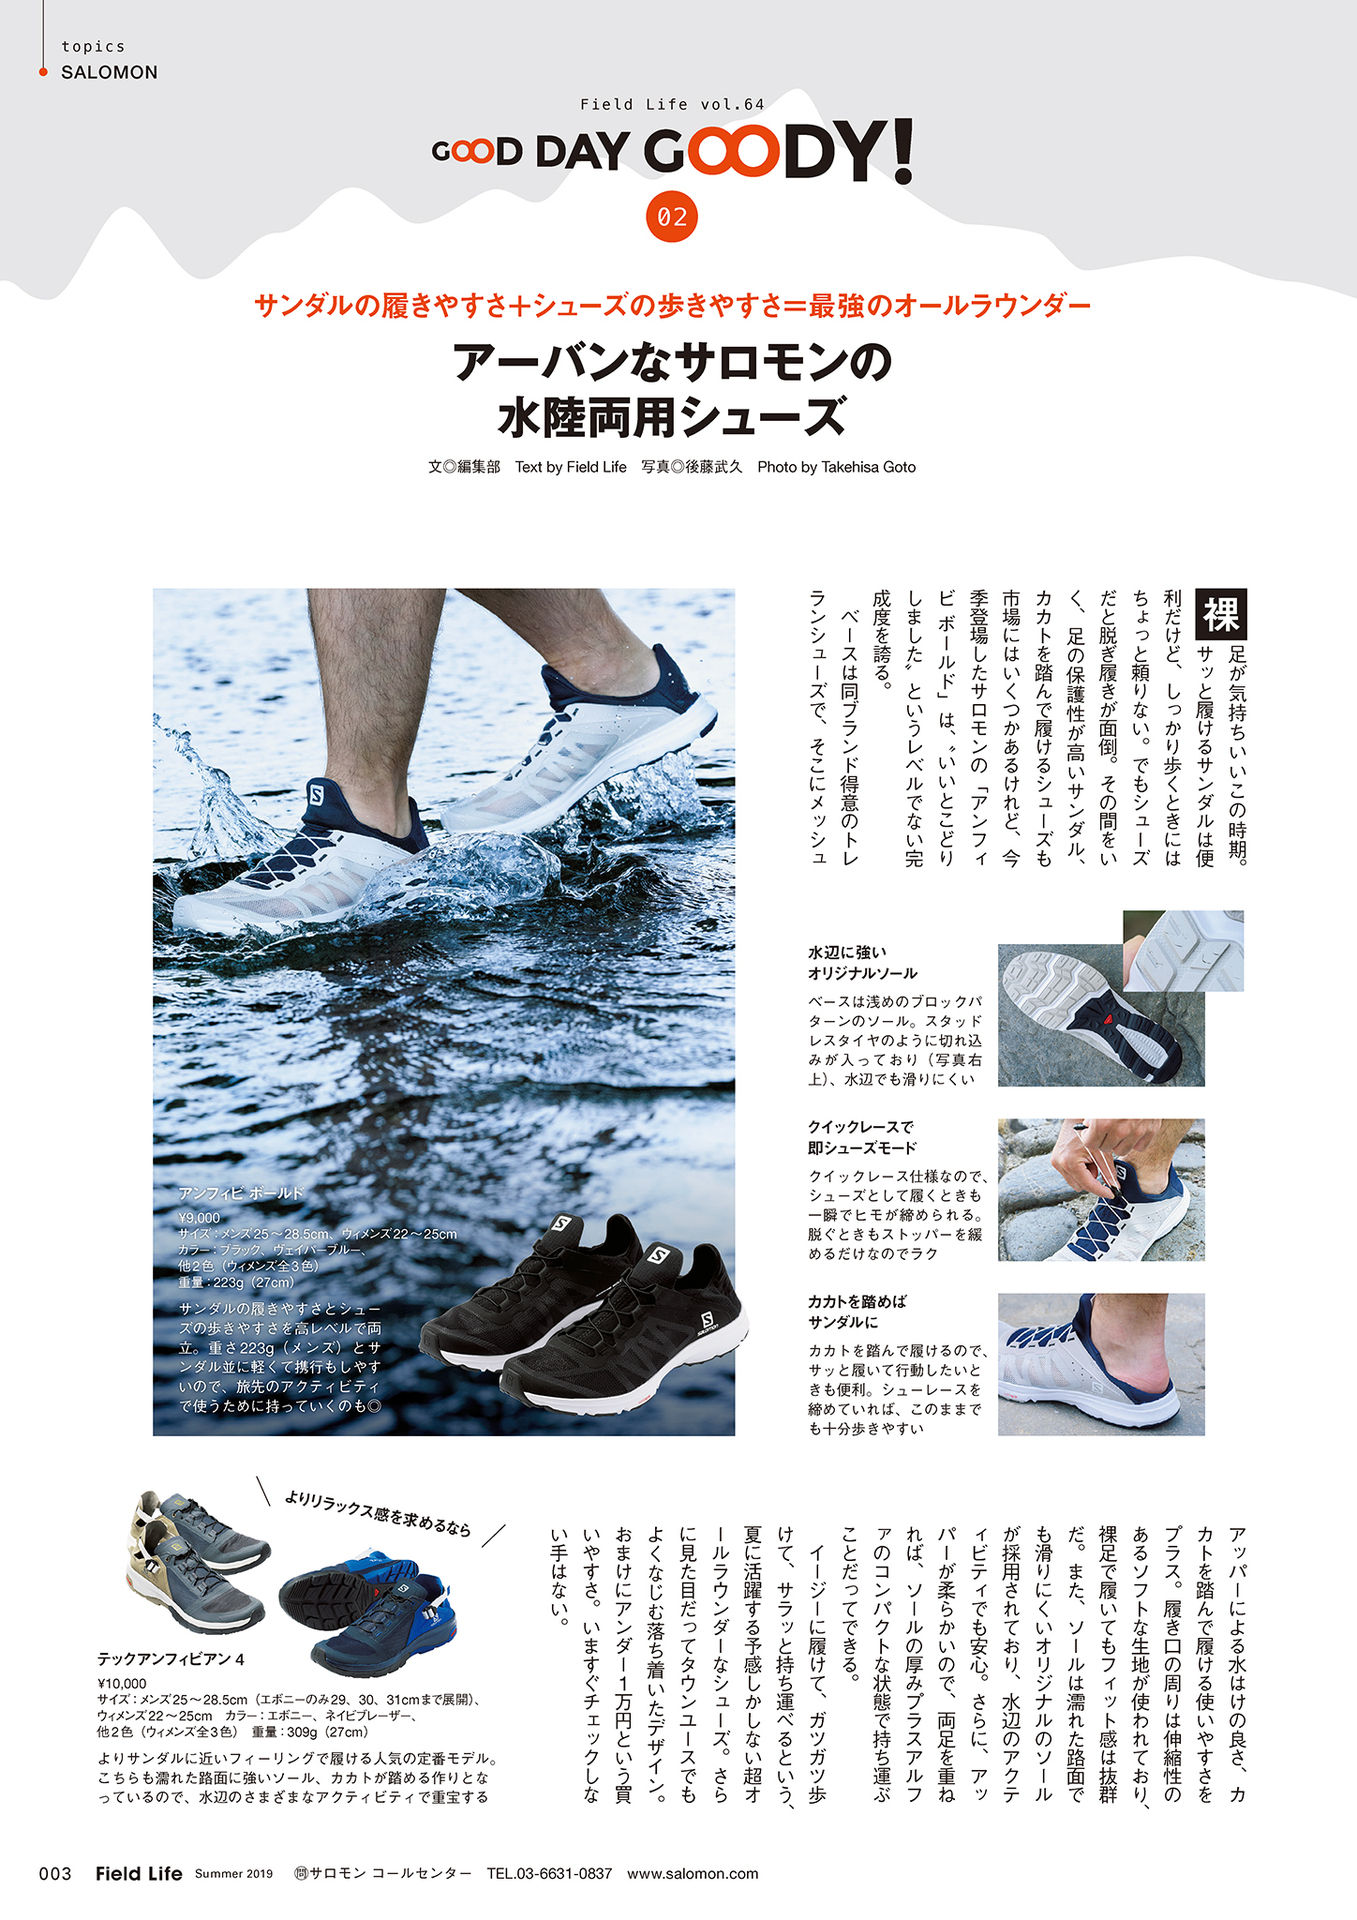 topics
SALOMON
Field Life vol.64
GOOD DAY GOODY!
02
サンダルの履きやすさ＋シューズの歩きやすさ＝最強のオールラウンダー
アーバンなサロモンの
水陸両用シューズ
文◎編集部　Text by Field Life　写真◎後藤武久　Photo by Takehisa Goto
裸足が気持ちいいこの時期。
サッと履けるサンダルは便
利だけど、しっかり歩くときには
ちょっと頼りない。でもシューズ
だと脱ぎ履きが面倒。その間をい
く、足の保護性が高いサンダル、
カカトを踏んで履けるシューズも
市場にはいくつかあるけれど、今
季登場したサロモンの「アンフィ
ビ ボールド」は、〝いいとこどり
しました〟というレベルでない完
成度を誇る。
　ベースは同ブランド得意のトレ
ランシューズで、そこにメッシュ
水辺に強い
オリジナルソール
ベースは浅めのブロックパ
ターンのソール。スタッド
レスタイヤのように切れ込
みが入っており（写真右
上）、水辺でも滑りにくい
クイックレースで
即シューズモード
クイックレース仕様なので、
シューズとして履くときも
一瞬でヒモが締められる。
脱ぐときもストッパーを緩
めるだけなのでラク
カカトを踏めば
サンダルに
カカトを踏んで履けるので、
サッと履いて行動したいと
きも便利。シューレースを
締めていれば、このままで
も十分歩きやすい
アンフィビ ボールド
¥9,000
サイズ：メンズ25〜28.5cm、ウィメンズ22〜25cm
カラー：ブラック、ヴェイパーブルー、
他2色（ウィメンズ全3色）
重量：223g（27cm）
サンダルの履きやすさとシュー
ズの歩きやすさを高レベルで両
立。重さ223g（メンズ）とサ
ンダル並に軽くて携行もしやす
いので、旅先のアクティビティ
で使うために持っていくのも◎
salomon
アッパーによる水はけの良さ、カ
カトを踏んで履ける使いやすさを
プラス。履き口の周りは伸縮性の
あるソフトな生地が使われており、
裸足で履いてもフィット感は抜群
だ。また、ソールは濡れた路面で
も滑りにくいオリジナルのソール
が採用されており、水辺のアクテ
ィビティでも安心。さらに、アッ
パーが柔らかいので、両足を重ね
れば、ソールの厚みプラスアルフ
ァのコンパクトな状態で持ち運ぶ
ことだってできる。
　イージーに履けて、ガツガツ歩
けて、サラッと持ち運べるという、
夏に活躍する予感しかしない超オ
ールラウンダーなシューズ。さら
に見た目だってタウンユースでも
よくなじむ落ち着いたデザイン。
おまけにアンダー1万円という買
いやすさ。いますぐチェックしな
い手はない。
よりリラックス感を求めるなら
テックアンフィビアン 4
¥10,000
サイズ：メンズ25〜28.5cm（エボニーのみ29、30、31cmまで展開）、
ウィメンズ22〜25cm　カラー：エボニー、ネイビブレーザー、
他2色（ウィメンズ全3色）　重量：309g（27cm）
よりサンダルに近いフィーリングで履ける人気の定番モデル。
こちらも濡れた路面に強いソール、カカトが踏める作りとな
っているので、水辺のさまざまなアクティビティで重宝する
003　Field Life　Summer 2019　㉄サロモン コールセンター　TEL.03-6631-0837　www.salomon.com